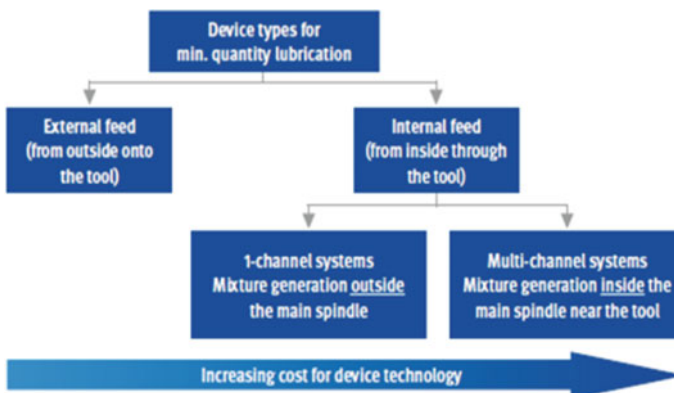 Device types for
min. quantity lubrication
External feed
(from outside onto
the tool)
Internal feed
(from inside through
the tool)
1-channel systems
Mixture generation outside
the main spindle
Multi-channel systems
Mixture generation inside the
main spindle near the tool
Increasing cost for device technology